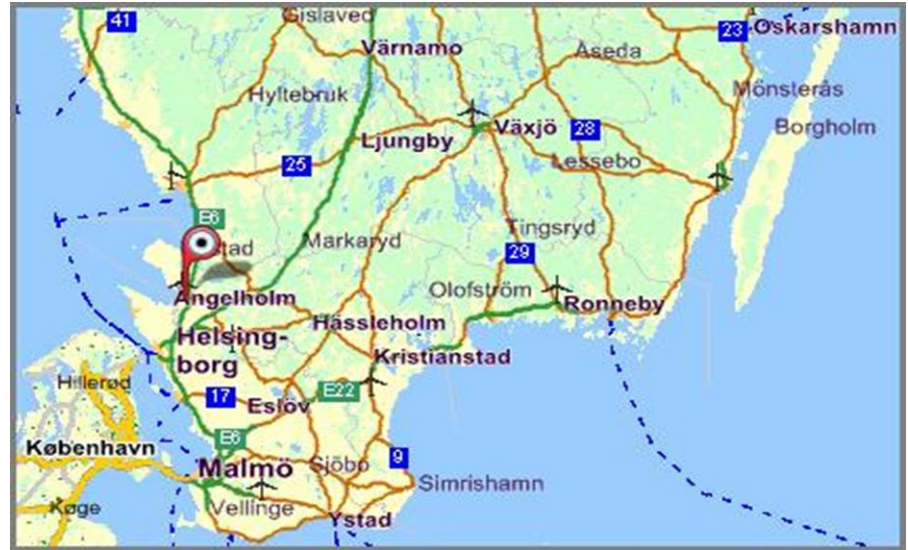 41
Gislaved
23
Oskarshamn
Värnamo
Åseda
Hyltebruk
Mönsterås
Ljungby
Växjö
28
Borgholm
25
Lessebo
E6
Tingsryd
stad
Markaryd
29
Olofström
Ängelholm
Ronneby
Hässleholm
Helsing-
borg
Kristianstad
Hillerød
E22
17
Eslöv
E6
København
9
Malmö
Sjöbo
Simrishamn
Køge
Vellinge
Ystad